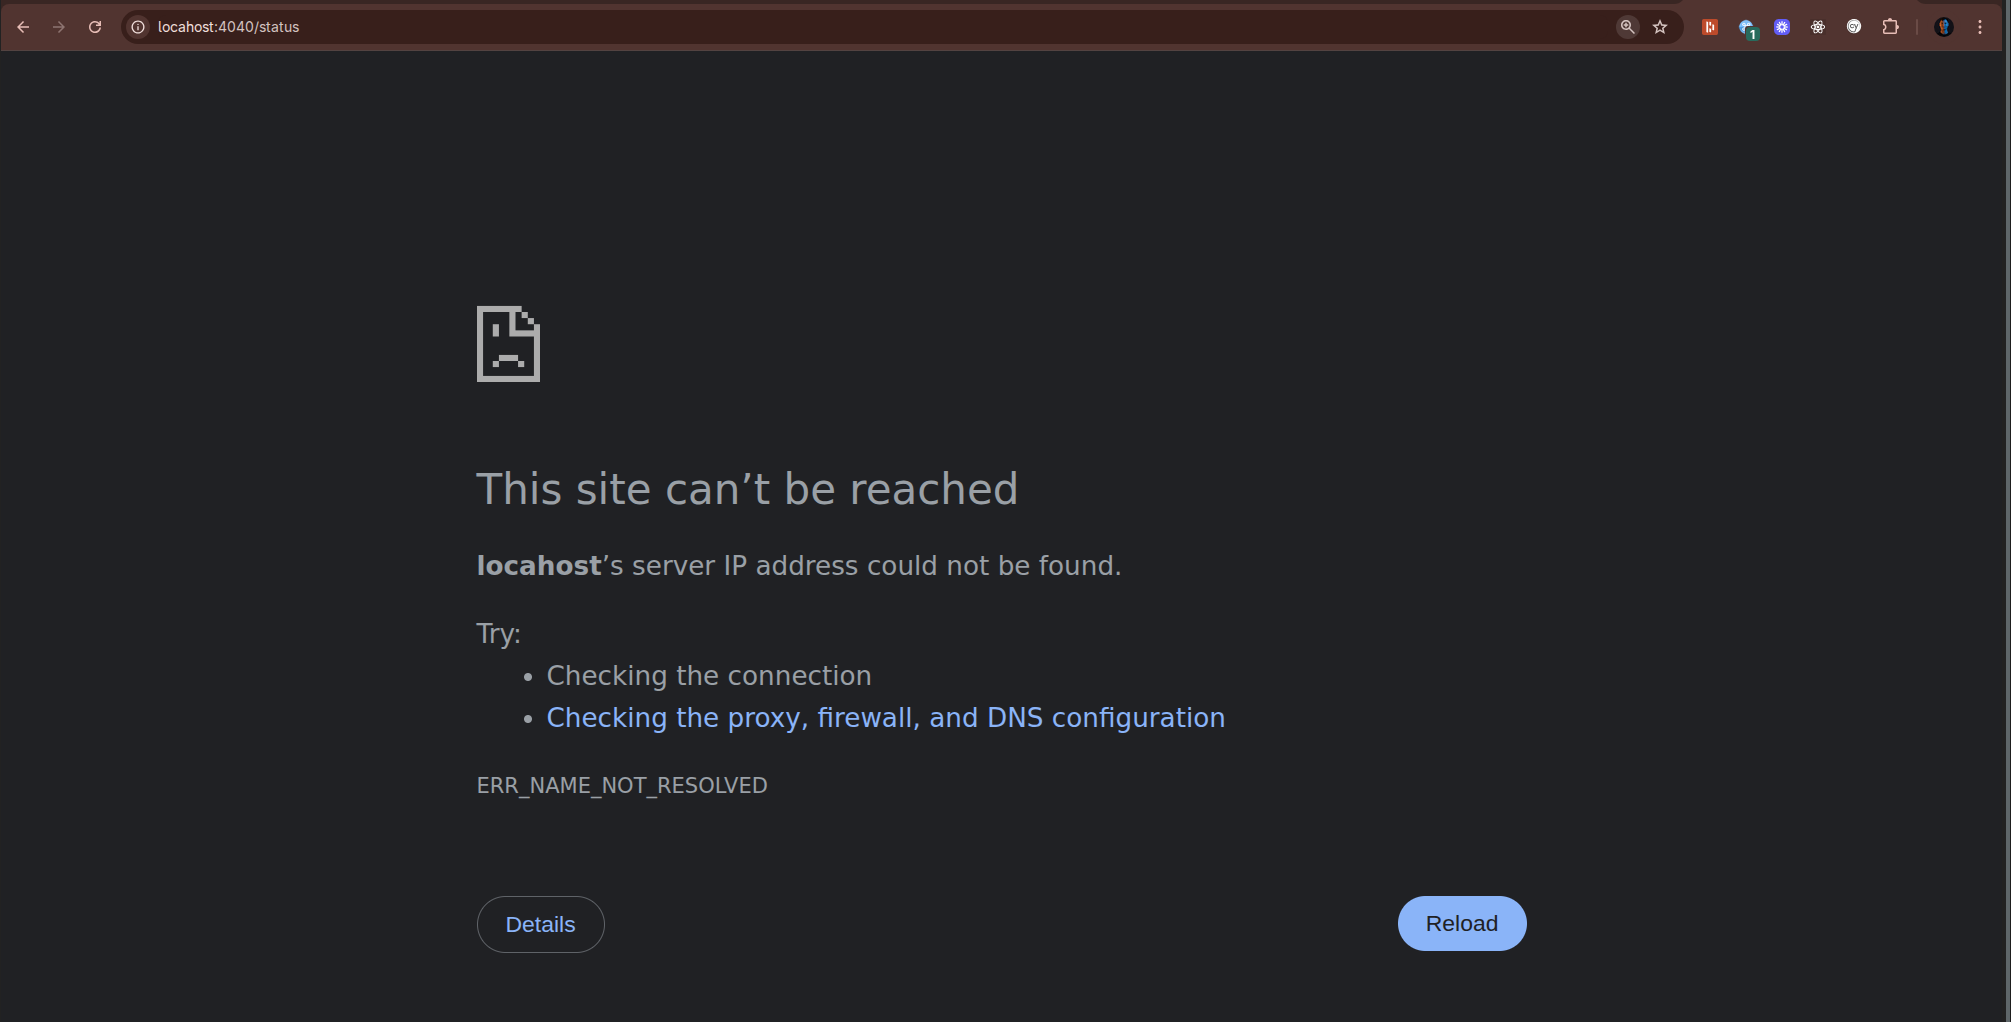 locahost:4040/status
1
This site can’t be reached
locahost’s server IP address could not be found.
Try:
• Checking the connection
• Checking the proxy, firewall, and DNS configuration
ERR_NAME_NOT_RESOLVED
Details
Reload